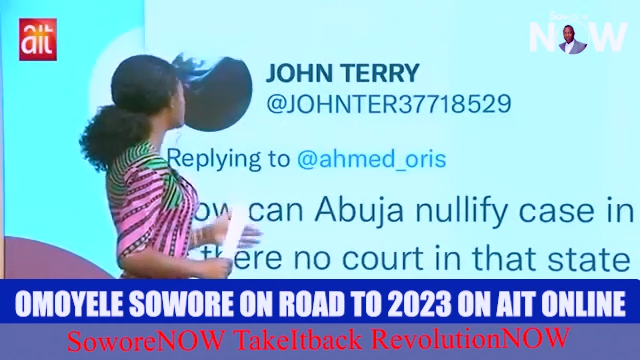 ait
Sowore
NOW
JOHN TERRY
@JOHNTER37718529
Replying to @ahmed_oris
can Abuja nullify case in
there no court in that state
OMOYELE SOWORE ON ROAD TO 2023 ON AIT ONLINE
SoworeNOW TakeItback RevolutionNOW